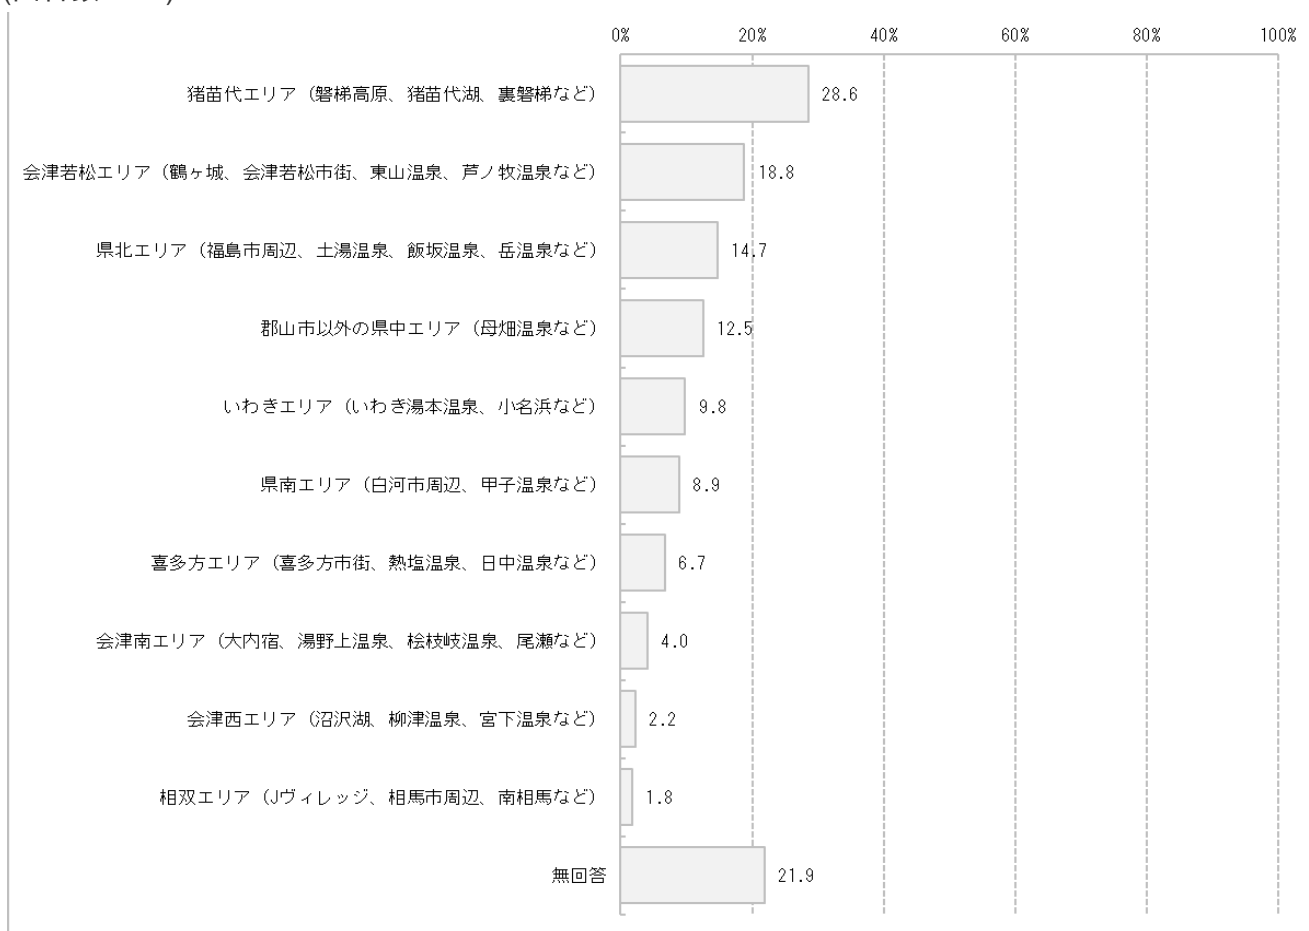 0% 20% 40% 60% 80% 100%
猪苗代エリア（磐梯高原、猪苗代湖、裏磐梯など） 28.6
会津若松エリア（鶴ヶ城、会津若松市街、東山温泉、芦ノ牧温泉など） 18.8
県北エリア（福島市周辺、土湯温泉、飯坂温泉、岳温泉など） 14.7
郡山市以外の県中エリア（母畑温泉など） 12.5
いわきエリア（いわき湯本温泉、小名浜など） 9.8
県南エリア（白河市周辺、甲子温泉など） 8.9
喜多方エリア（喜多方市街、熱塩温泉、日中温泉など） 6.7
会津南エリア（大内宿、湯野上温泉、桧枝岐温泉、尾瀬など） 4.0
会津西エリア（沼沢湖、柳津温泉、宮下温泉など） 2.2
相双エリア（Jヴィレッジ、相馬市周辺、南相馬など） 1.8
無回答 21.9